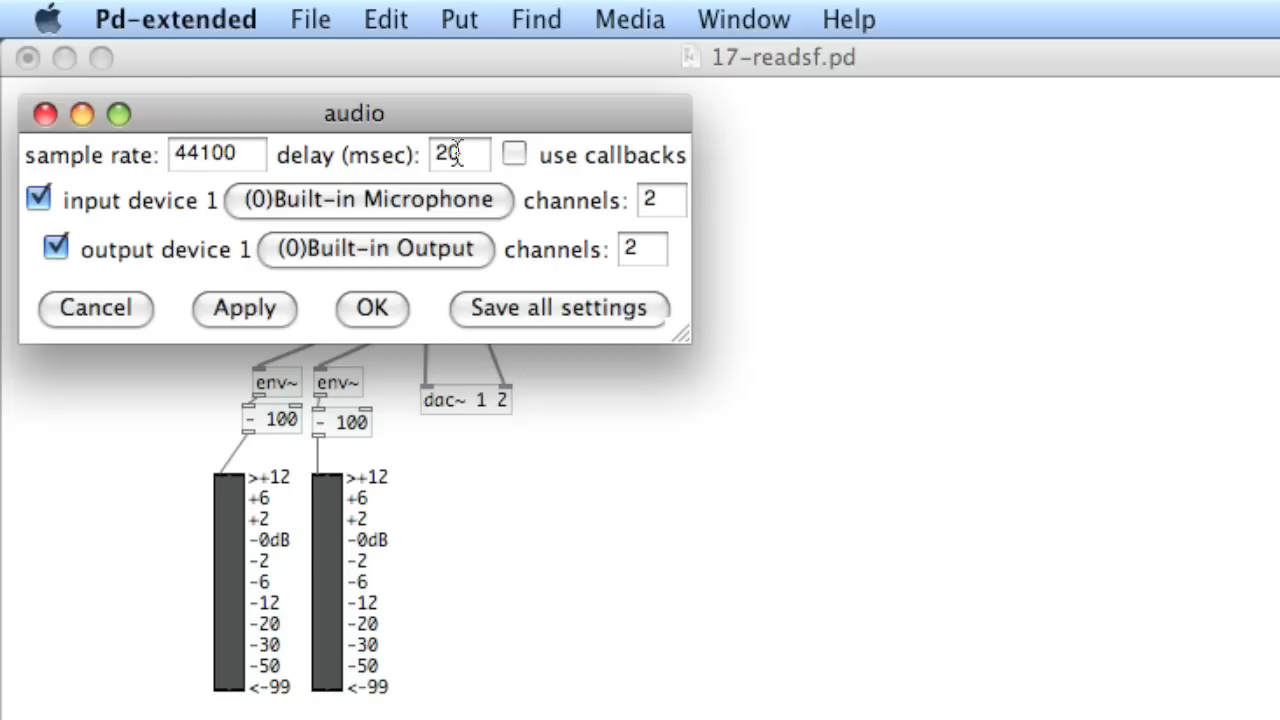 Pd-extended File Edit Put Find Media Window Help
17-readsf.pd
audio
sample rate: 44100 delay (msec): 20 use callbacks
input device 1 (0)Built-in Microphone channels: 2
output device 1 (0)Built-in Output channels: 2
Cancel Apply OK Save all settings
env~ env~
dac~ 1 2
- 100 - 100
>+12 >+12
+6 +6
+2 +2
-0dB -0dB
-2 -2
-6 -6
-12 -12
-20 -20
-30 -30
-50 -50
<-99 <-99